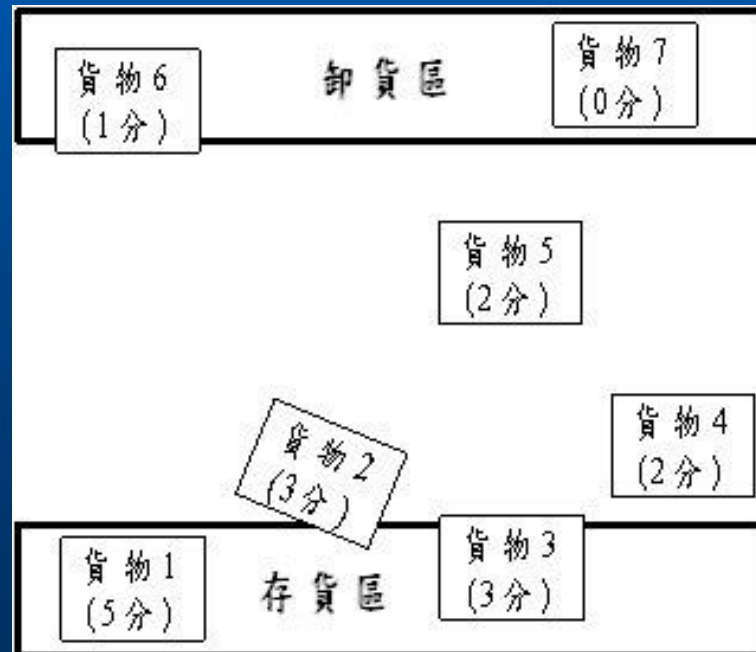 貨物6
(1分)
卸貨區
貨物7
(0分)
貨物5
(2分)
貨物2
(3分)
貨物4
(2分)
貨物1
(5分)
存貨區
貨物3
(3分)